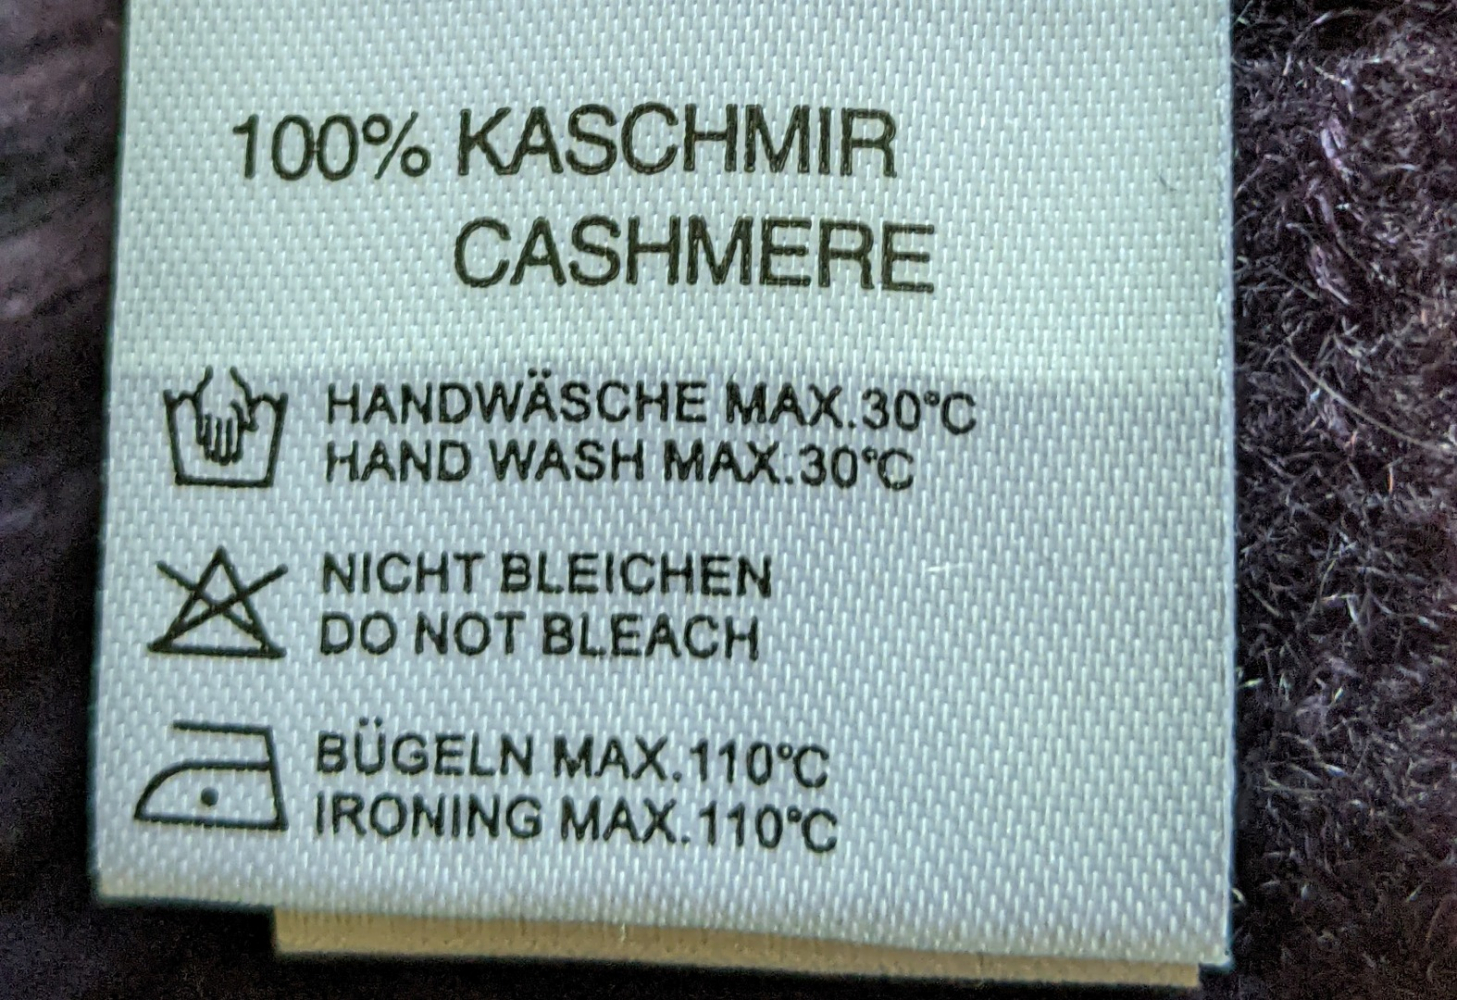 100% KASCHMIR
CASHMERE
HANDWÄSCHE MAX.30°C
HAND WASH MAX.30°C
NICHT BLEICHEN
DO NOT BLEACH
BÜGELN MAX.110°C
IRONING MAX.110°C